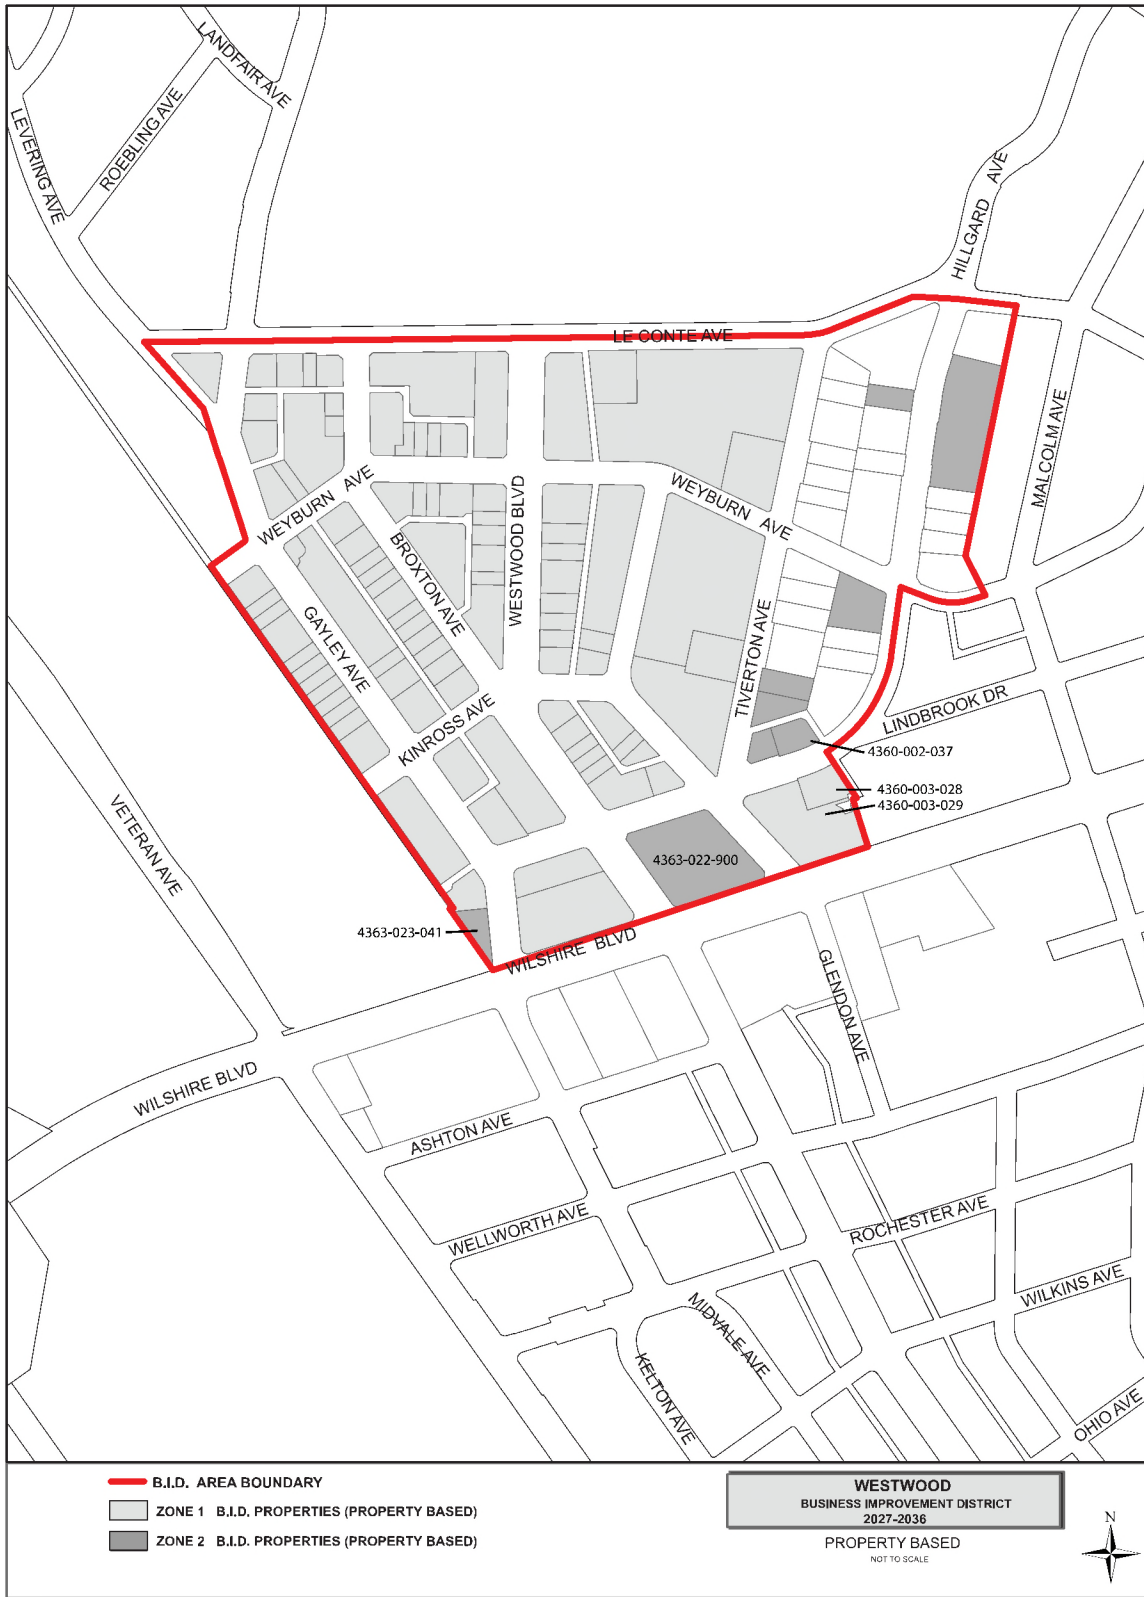 LANDFAIR AVE
ROEBLING AVE
LEVERING AVE
HILLGARD AVE
LE CONTE AVE
MALCOLM AVE
WEYBURN AVE
WEYBURN AVE
WESTWOOD BLVD
BROXTON AVE
GAYLEY AVE
TIVERTON AVE
KINROSS AVE
LINDBROOK DR
4360-002-037
4360-003-028
4360-003-029
VETERAN AVE
4363-022-900
4363-023-041
WILSHIRE BLVD
GLENDON AVE
WILSHIRE BLVD
ASHTON AVE
WELLWORTH AVE
ROCHESTER AVE
WILKINS AVE
MIDVALE AVE
KELTON AVE
OHIO AVE
B.I.D. AREA BOUNDARY
ZONE 1 B.I.D. PROPERTIES (PROPERTY BASED)
ZONE 2 B.I.D. PROPERTIES (PROPERTY BASED)
WESTWOOD
BUSINESS IMPROVEMENT DISTRICT
2027-2036
PROPERTY BASED
NOT TO SCALE
N